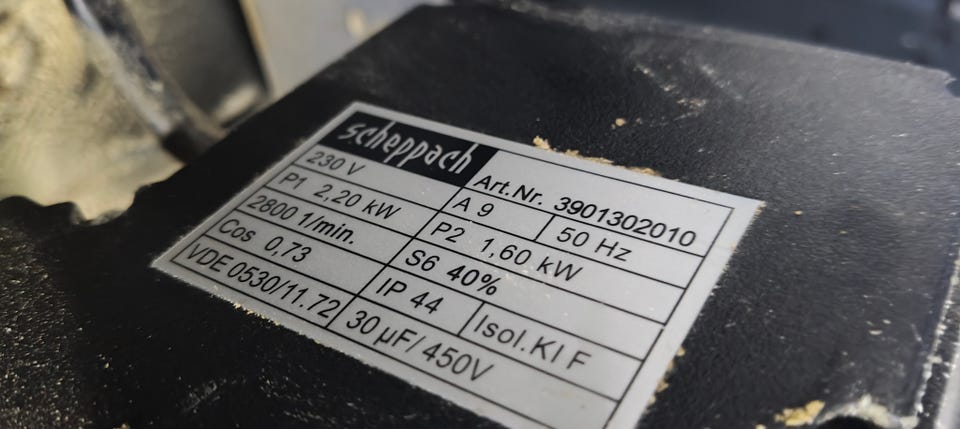 scheppach Art.Nr. 3901302010
230 V A 9 50 Hz
P1 2,20 kW P2 1,60 kW
2800 1/min. S6 40%
Cos 0,73 IP 44 Isol.Kl F
VDE 0530/11.72 30 µF/ 450V